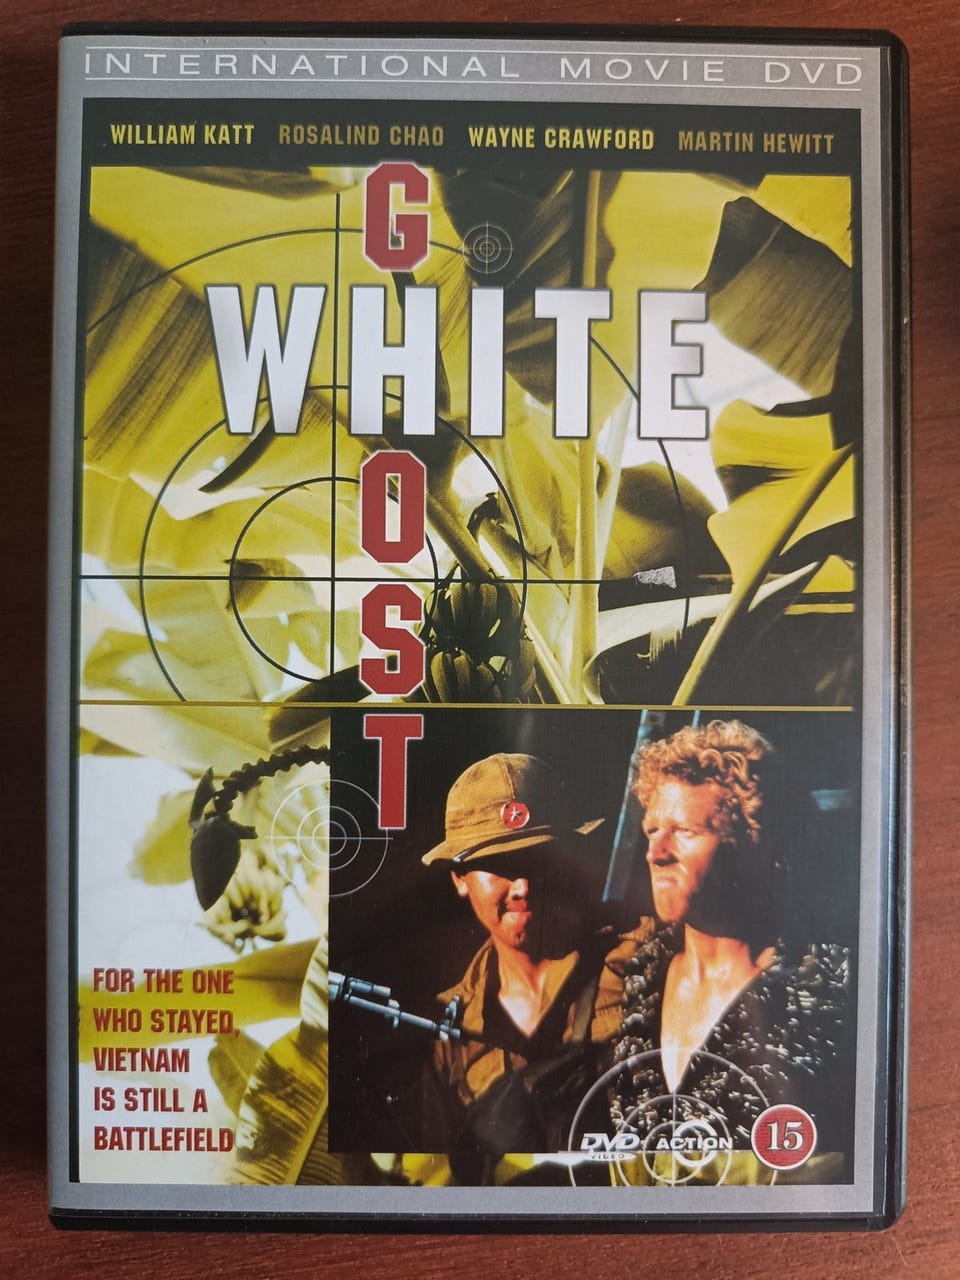 INTERNATIONAL MOVIE DVD
WILLIAM KATT ROSALIND CHAO WAYNE CRAWFORD MARTIN HEWITT
WHITE
GHOST
FOR THE ONE
WHO STAYED,
VIETNAM
IS STILL A
BATTLEFIELD
DVD
VIDEO
ACTION
15